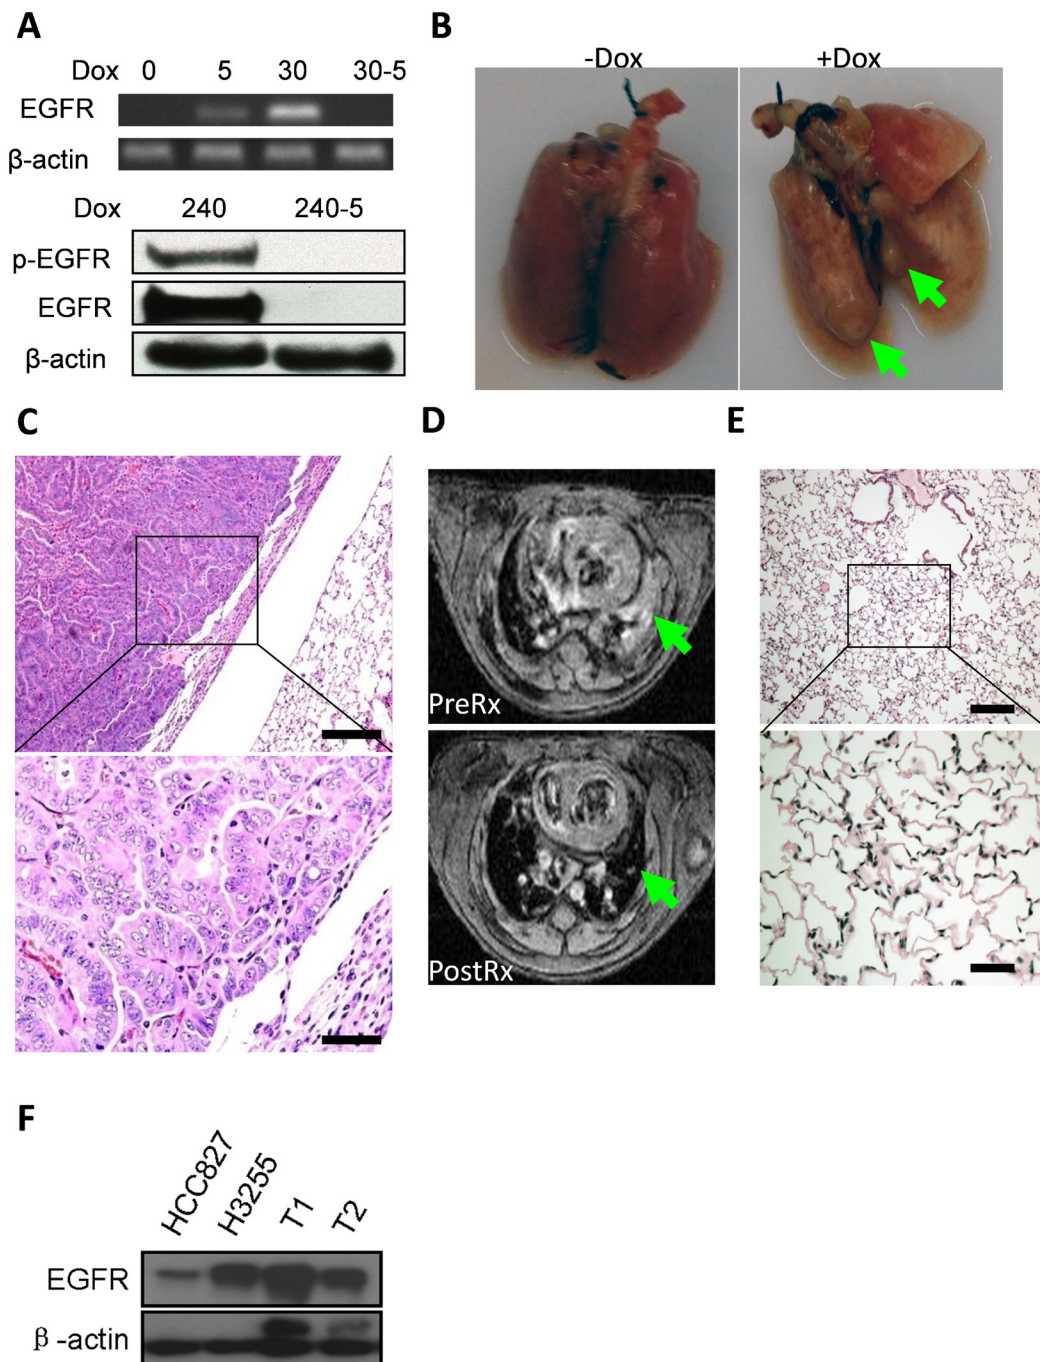 A
Dox 0 5 30 30-5
EGFR
β-actin
Dox 240 240-5
p-EGFR
EGFR
β-actin
B
-Dox +Dox
C
D
PreRx
PostRx
E
F
HCC827 H3255 T1 T2
EGFR
β-actin